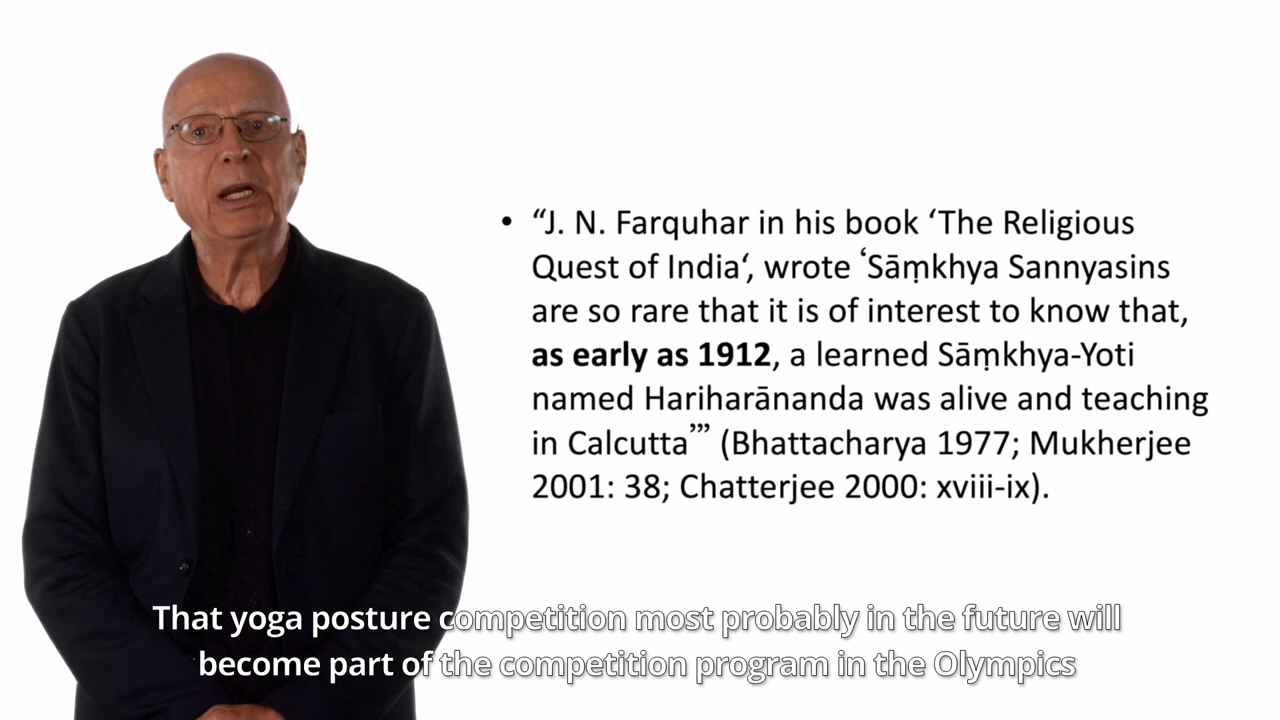 • “J. N. Farquhar in his book ‘The Religious
Quest of India‘, wrote ‘Sāṃkhya Sannyasins
are so rare that it is of interest to know that,
as early as 1912, a learned Sāṃkhya-Yoti
named Hariharānanda was alive and teaching
in Calcutta’” (Bhattacharya 1977; Mukherjee
2001: 38; Chatterjee 2000: xviii-ix).
That yoga posture competition most probably in the future will
become part of the competition program in the Olympics